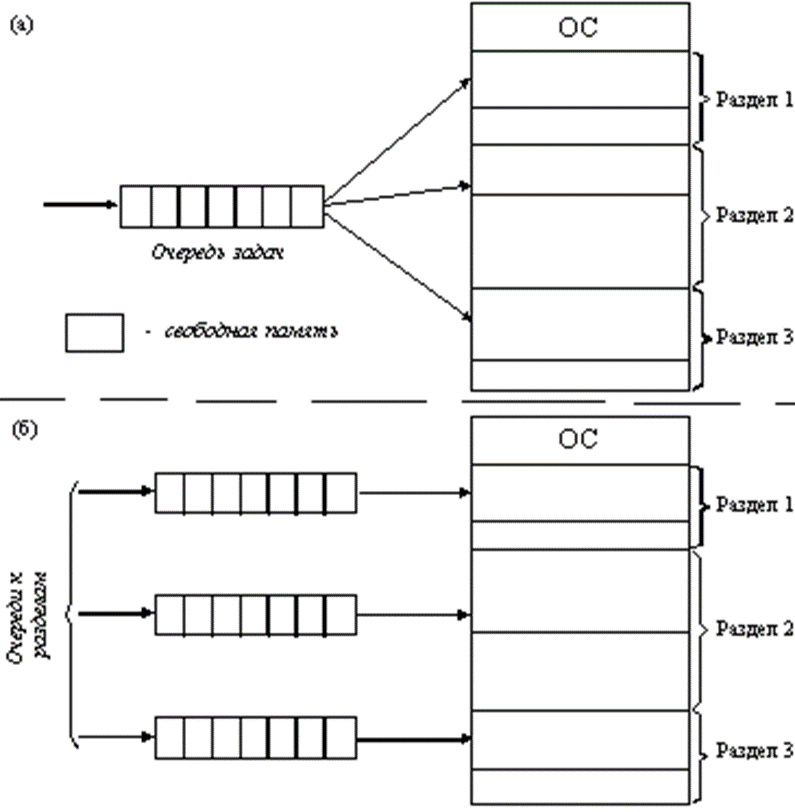 (а)
ОС
Раздел 1
Раздел 2
Очередь задач
- свободная память
Раздел 3
(б)
ОС
Раздел 1
Очереди к
разделам
Раздел 2
Раздел 3